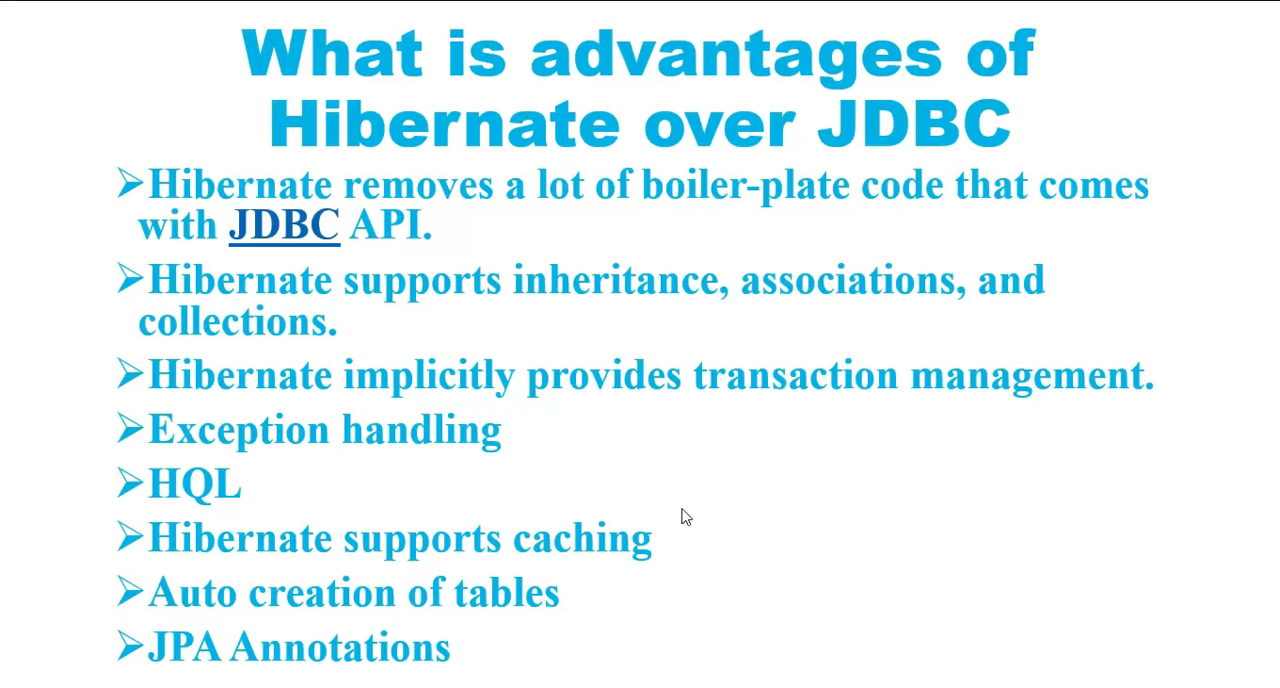 What is advantages of
Hibernate over JDBC
➢Hibernate removes a lot of boiler-plate code that comes
with JDBC API.
➢Hibernate supports inheritance, associations, and
collections.
➢Hibernate implicitly provides transaction management.
➢Exception handling
➢HQL
➢Hibernate supports caching
➢Auto creation of tables
➢JPA Annotations